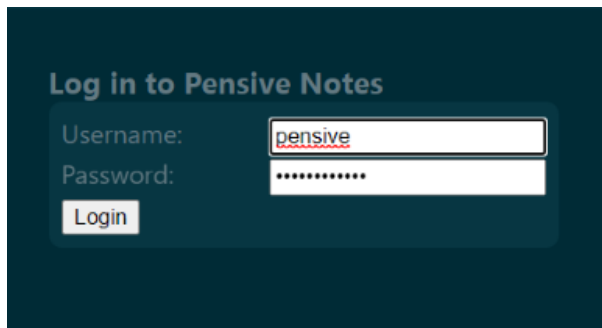 Log in to Pensive Notes
Username: pensive
Password: ••••••••••••
Login